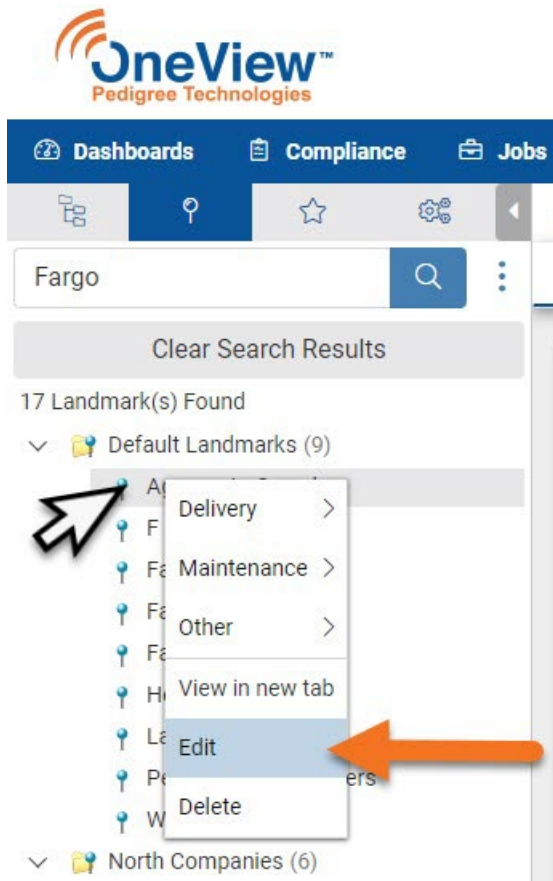 OneView™
Pedigree Technologies
Dashboards Compliance Jobs
Fargo
Clear Search Results
17 Landmark(s) Found
Default Landmarks (9)
Delivery
F
Maintenance
Other
View in new tab
Edit
Delete
North Companies (6)